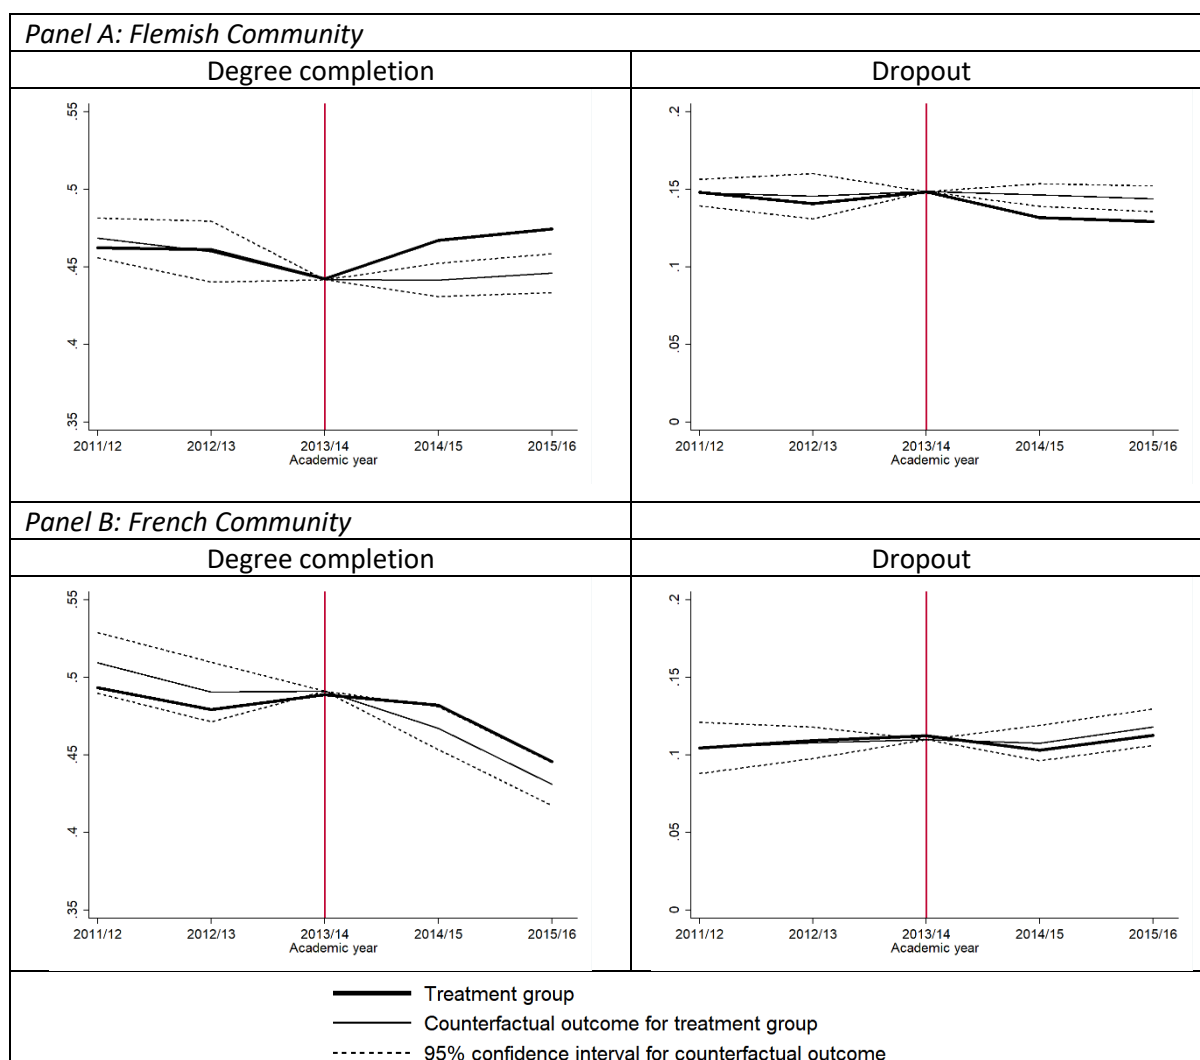 Panel A: Flemish Community
Degree completion
Dropout
.55
.5
.45
.4
.35
2011/12 2012/13 2013/14 2014/15 2015/16
Academic year
.2
.15
.1
.05
0
2011/12 2012/13 2013/14 2014/15 2015/16
Academic year
Panel B: French Community
Degree completion
Dropout
.55
.5
.45
.4
.35
2011/12 2012/13 2013/14 2014/15 2015/16
Academic year
.2
.15
.1
.05
0
2011/12 2012/13 2013/14 2014/15 2015/16
Academic year
Treatment group
Counterfactual outcome for treatment group
95% confidence interval for counterfactual outcome